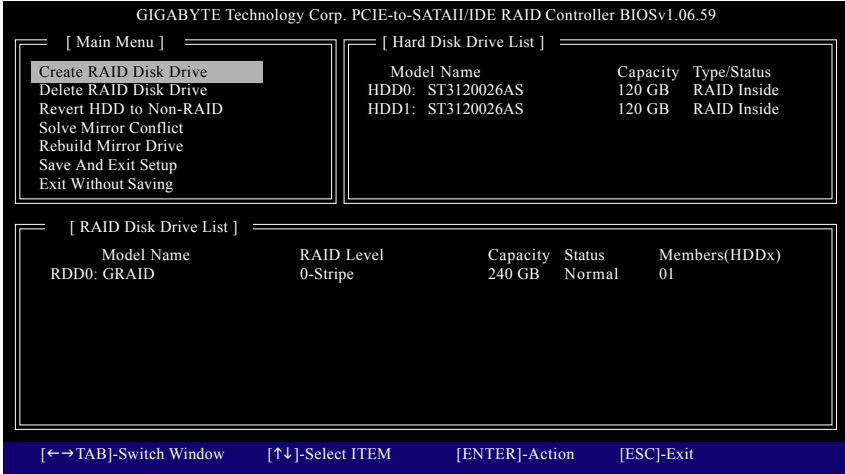 GIGABYTE Technology Corp. PCIE-to-SATAII/IDE RAID Controller BIOSv1.06.59
[ Main Menu ]
Create RAID Disk Drive
Delete RAID Disk Drive
Revert HDD to Non-RAID
Solve Mirror Conflict
Rebuild Mirror Drive
Save And Exit Setup
Exit Without Saving
[ Hard Disk Drive List ]
Model Name Capacity Type/Status
HDD0: ST3120026AS 120 GB RAID Inside
HDD1: ST3120026AS 120 GB RAID Inside
[ RAID Disk Drive List ]
Model Name RAID Level Capacity Status Members(HDDx)
RDD0: GRAID 0-Stripe 240 GB Normal 01
[←→TAB]-Switch Window [↑↓]-Select ITEM [ENTER]-Action [ESC]-Exit